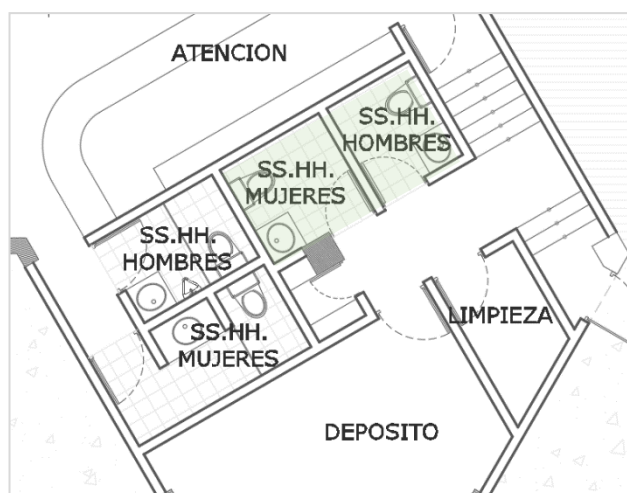 ATENCION
SS.HH.
HOMBRES
SS.HH.
MUJERES
SS.HH.
HOMBRES
SS.HH.
MUJERES
LIMPIEZA
DEPOSITO